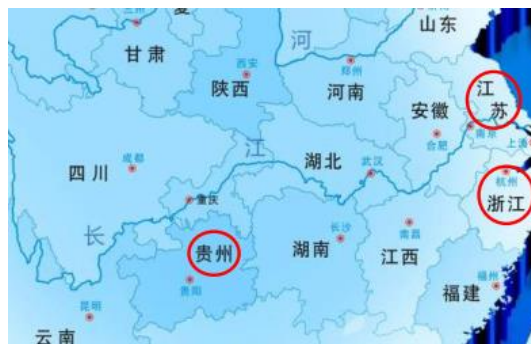 山东
河
甘肃
西安
郑州
陕西
河南
江
苏
安徽
南京
合肥
上海
江
湖北
武汉
成都
四川
杭州
浙江
重庆
长
贵州
长沙
湖南
南昌
江西
贵阳
福州
福建
昆明
云南